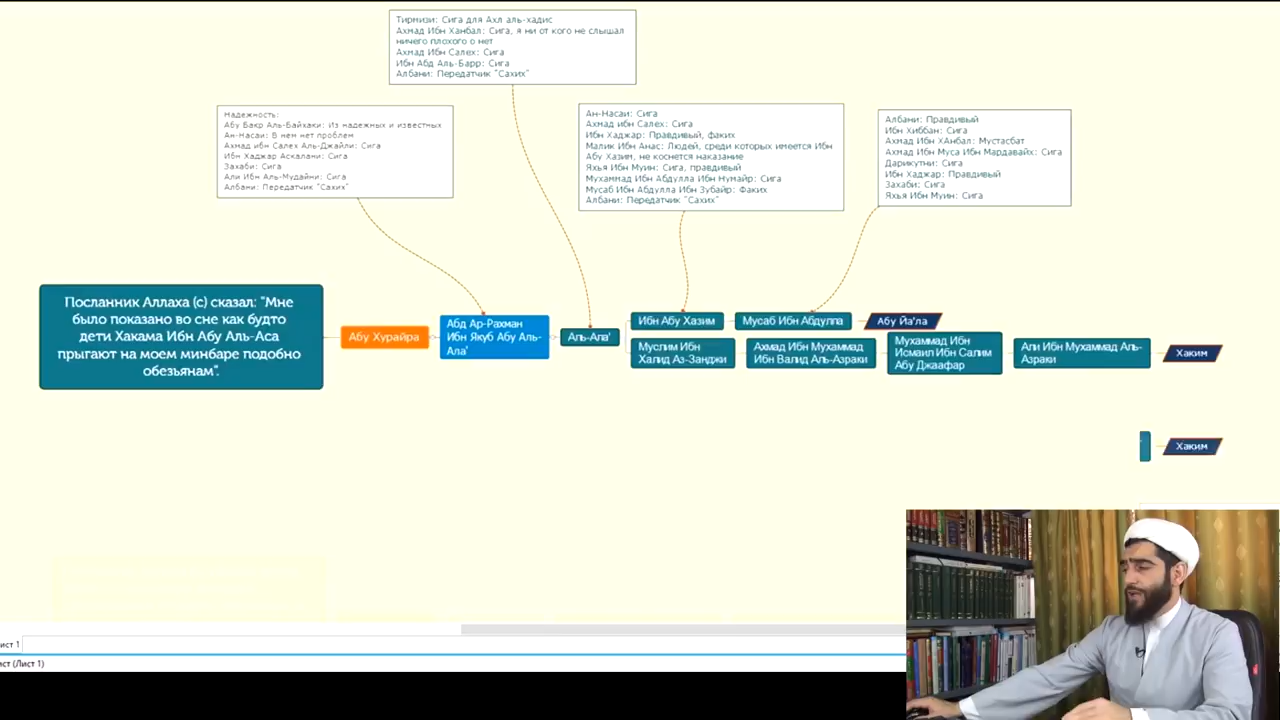 Тирмизи: Сига для Ахл аль-хадис
Ахмад Ибн Ханбал: Сига, я ни от кого не слышал
ничего плохого о нет
Ахмад Ибн Салех: Сига
Ибн Абд Аль-Барр: Сига
Албани: Передатчик "Сахих"
Надежность:
Абу Бакр Аль-Байхаки: Из надежных и известных
Ан-Насаи: В нем нет проблем
Ахмад ибн Салех Аль-Джайли: Сига
Ибн Хаджар Аскалани: Сига
Захаби: Сига
Али Ибн Аль-Мудайни: Сига
Албани: Передатчик "Сахих"
Ан-Насаи: Сига
Ахмад ибн Салех: Сига
Ибн Хаджар: Правдивый, факих
Малик Ибн Анас: Людей, среди которых имеется Ибн
Абу Хазим, не коснется наказание
Яхья Ибн Муин: Сига, правдивый
Мухаммад Ибн Абдулла Ибн Нумайр: Сига
Мусаб Ибн Абдулла Ибн Зубайр: Факих
Албани: Передатчик "Сахих"
Албани: Правдивый
Ибн Хиббан: Сига
Ахмад Ибн ХАнбал: Мустасбат
Ахмад Ибн Муса Ибн Мардавайх: Сига
Дарикутни: Сига
Ибн Хаджар: Правдивый
Захаби: Сига
Яхья Ибн Муин: Сига
Посланник Аллаха (с) сказал: "Мне
было показано во сне как будто
дети Хакама Ибн Абу Аль-Аса
прыгают на моем минбаре подобно
обезьянам".
Абу Хурайра
Абд Ар-Рахман
Ибн Якуб Абу Аль-
Ала'
Аль-Ала'
Ибн Абу Хазим
Мусаб Ибн Абдулла
Абу Йа'ла
Муслим Ибн
Халид Аз-Занджи
Ахмад Ибн Мухаммад
Ибн Валид Аль-Азраки
Мухаммад Ибн
Исмаил Ибн Салим
Абу Джаафар
Али Ибн Мухаммад Аль-
Азраки
Хаким
Хаким
ист 1
ст (Лист 1)